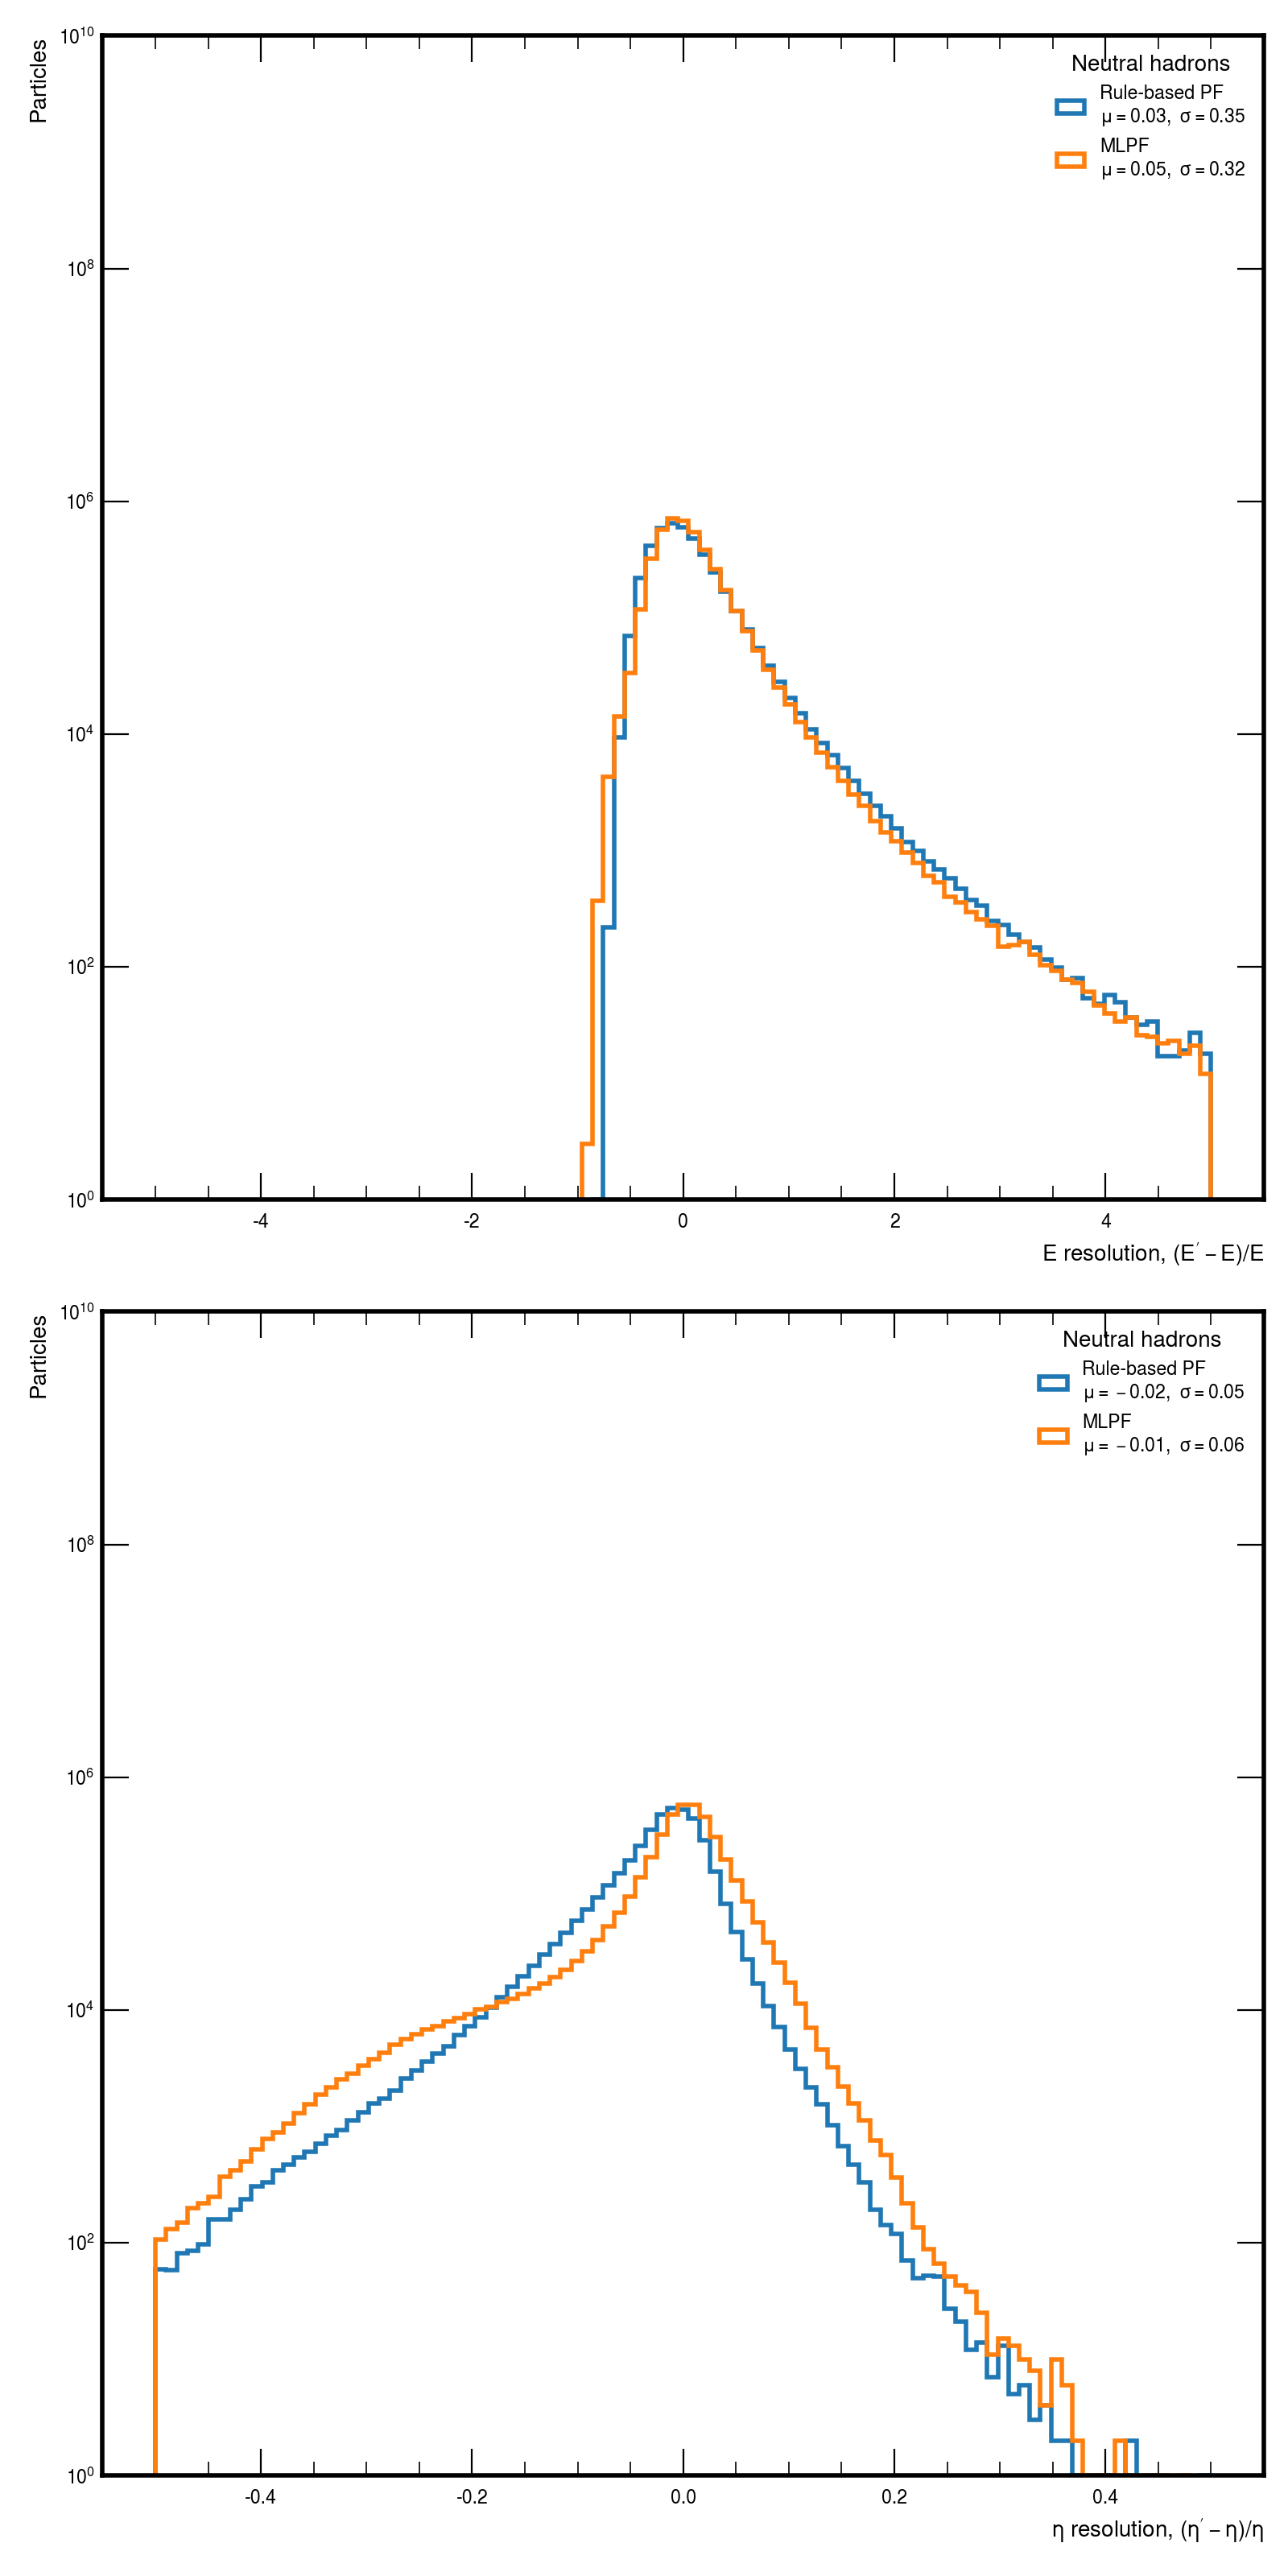 Particles
10^10
10^8
10^6
10^4
10^2
10^0
Neutral hadrons
Rule-based PF
μ = 0.03, σ = 0.35
MLPF
μ = 0.05, σ = 0.32
-4 -2 0 2 4
E resolution, (E′ − E)/E
Particles
10^10
10^8
10^6
10^4
10^2
10^0
Neutral hadrons
Rule-based PF
μ = −0.02, σ = 0.05
MLPF
μ = −0.01, σ = 0.06
-0.4 -0.2 0.0 0.2 0.4
η resolution, (η′ − η)/η